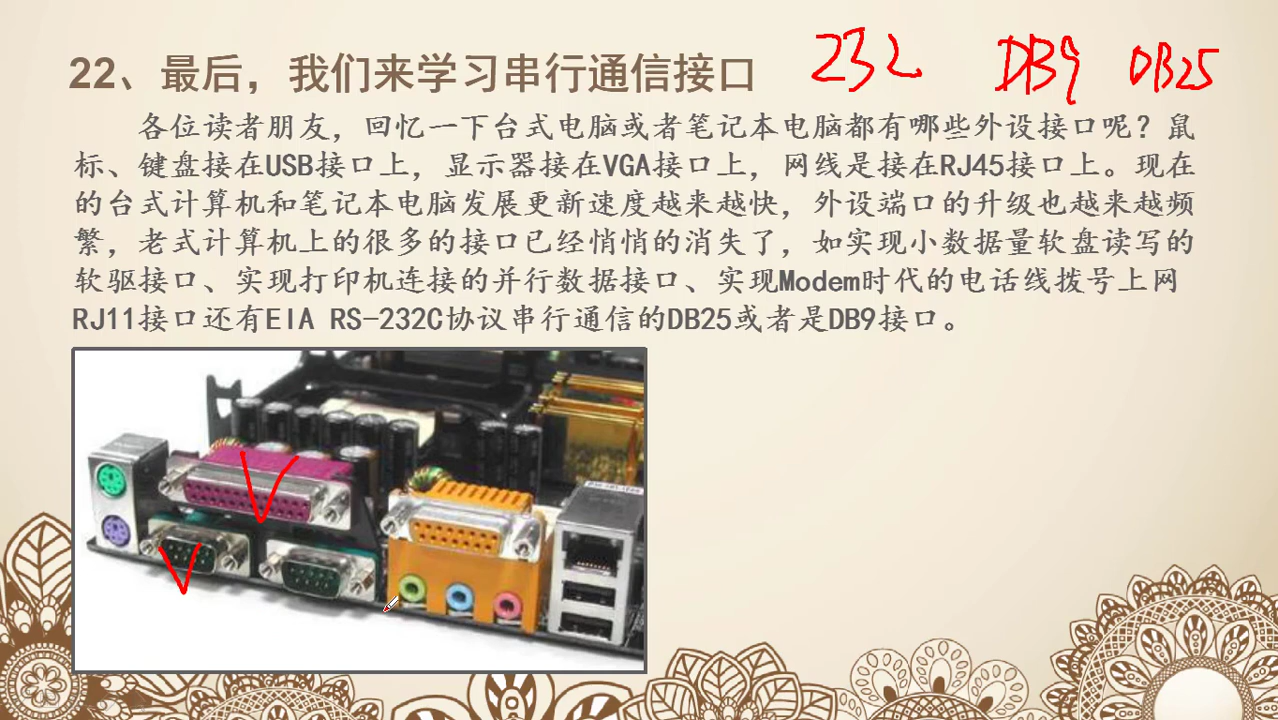 22、最后，我们来学习串行通信接口
232 DB9 DB25
各位读者朋友，回忆一下台式电脑或者笔记本电脑都有哪些外设接口呢？鼠
标、键盘接在USB接口上，显示器接在VGA接口上，网线是接在RJ45接口上。现在
的台式计算机和笔记本电脑发展更新速度越来越快，外设端口的升级也越来越频
繁，老式计算机上的很多的接口已经悄悄的消失了，如实现小数据量软盘读写的
软驱接口、实现打印机连接的并行数据接口、实现Modem时代的电话线拨号上网
RJ11接口还有EIA RS-232C协议串行通信的DB25或者是DB9接口。